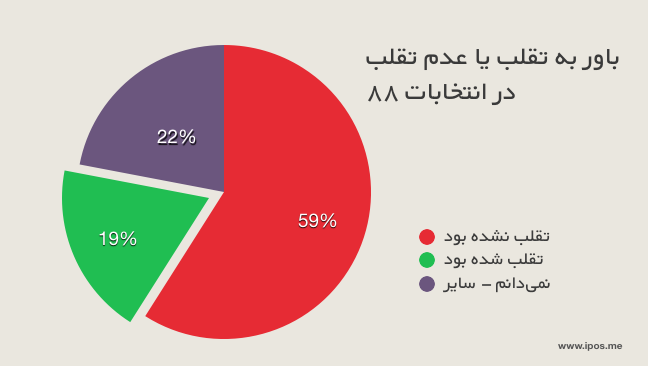 باور به تقلب یا عدم تقلب
در انتخابات ۸۸
22%
59%
19%
تقلب نشده بود
تقلب شده بود
نمی‌دانم - سایر
www.ipos.me